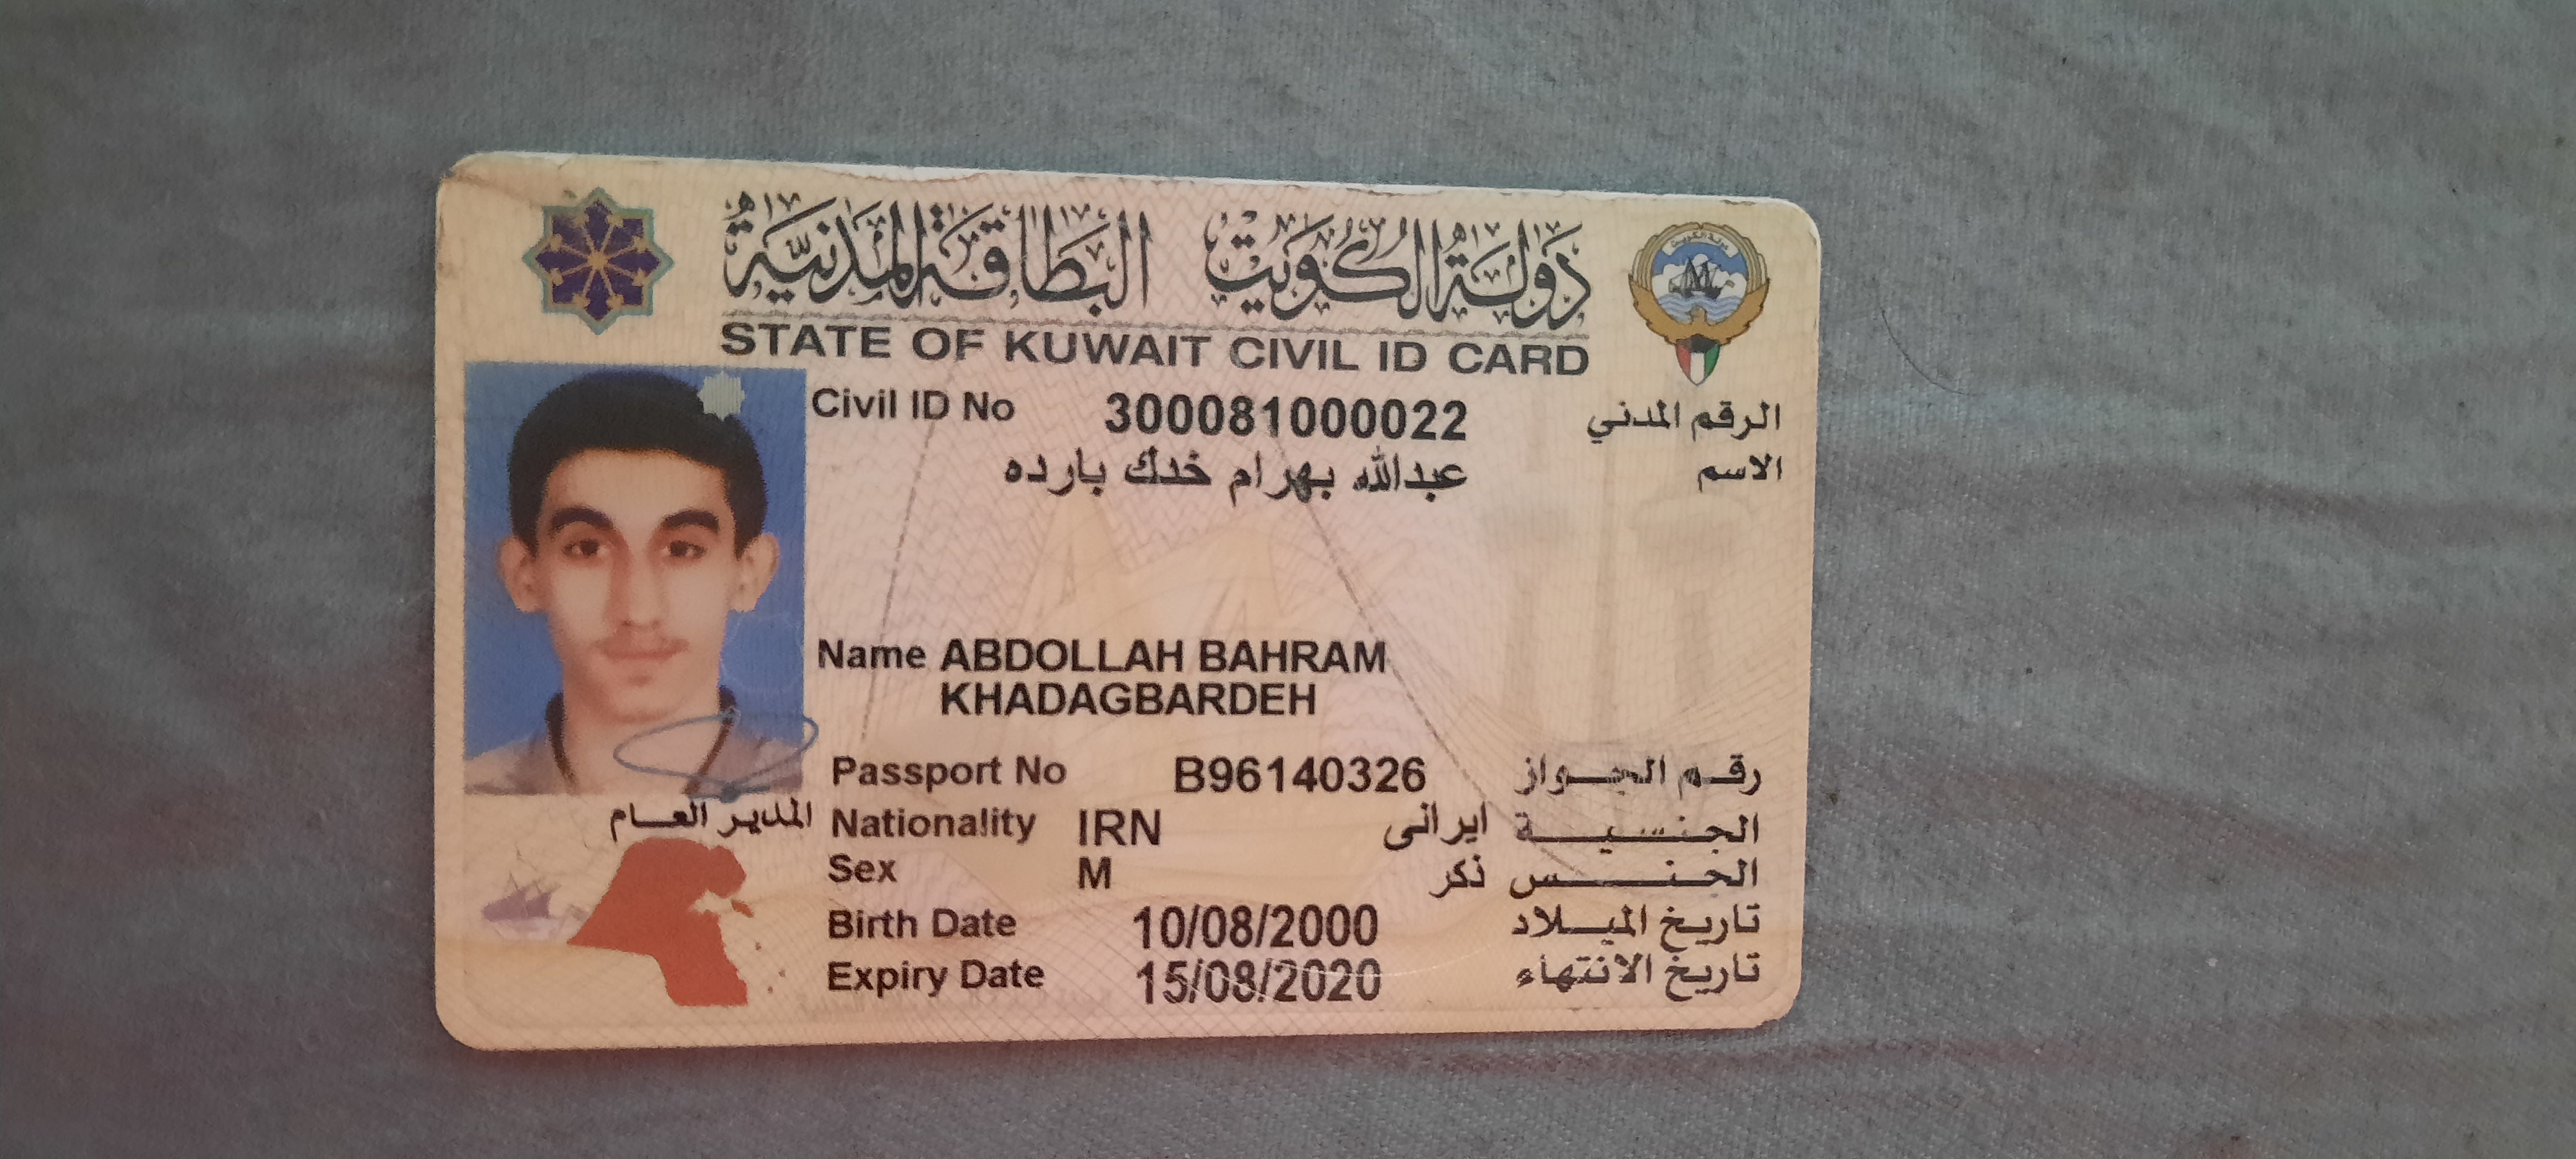 دولة الكويت البطاقة المدنية
STATE OF KUWAIT CIVIL ID CARD
Civil ID No 300081000022 الرقم المدني
الاسم عبدالله بهرام خدك بارده
Name ABDOLLAH BAHRAM
KHADAGBARDEH
Passport No B96140326 رقم الجواز
المدير العام
Nationality IRN ايرانى الجنسية
Sex M ذكر الجنس
Birth Date 10/08/2000 تاريخ الميلاد
Expiry Date 15/08/2020 تاريخ الانتهاء
دولة الكويت